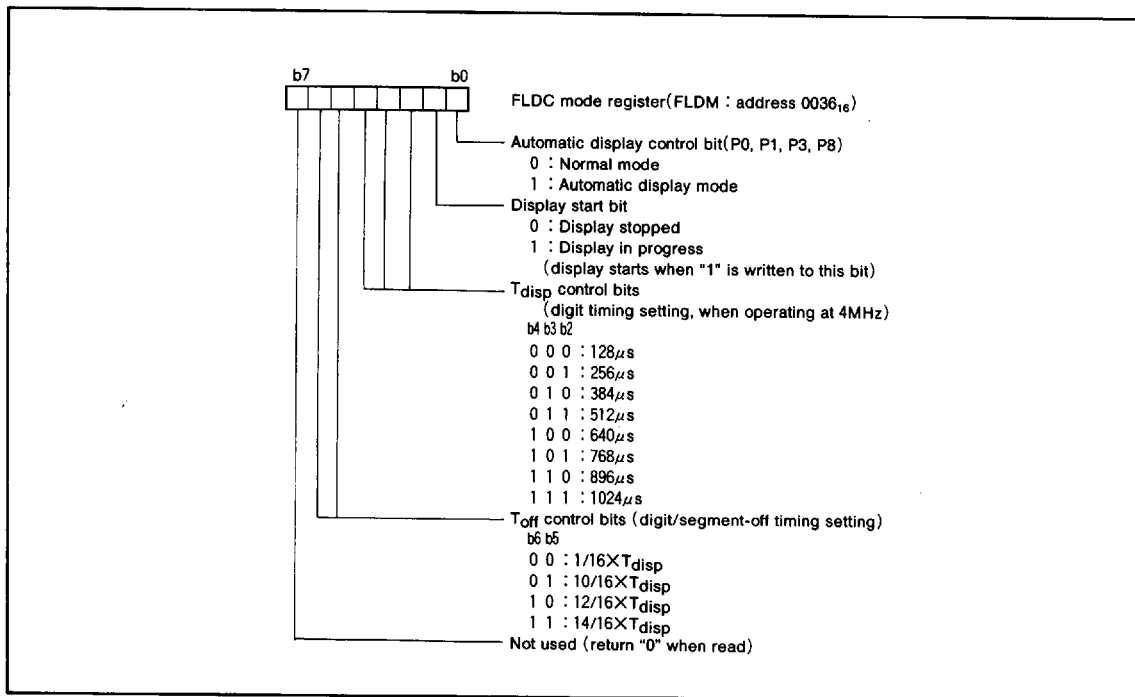 b7 b0
FLDC mode register(FLDM : address 0036₁₆)
Automatic display control bit(P0, P1, P3, P8)
0 : Normal mode
1 : Automatic display mode
Display start bit
0 : Display stopped
1 : Display in progress
(display starts when "1" is written to this bit)
Tdisp control bits
(digit timing setting, when operating at 4MHz)
b4 b3 b2
0 0 0 : 128μs
0 0 1 : 256μs
0 1 0 : 384μs
0 1 1 : 512μs
1 0 0 : 640μs
1 0 1 : 768μs
1 1 0 : 896μs
1 1 1 : 1024μs
Toff control bits (digit/segment-off timing setting)
b6 b5
0 0 : 1/16×Tdisp
0 1 : 10/16×Tdisp
1 0 : 12/16×Tdisp
1 1 : 14/16×Tdisp
Not used (return "0" when read)